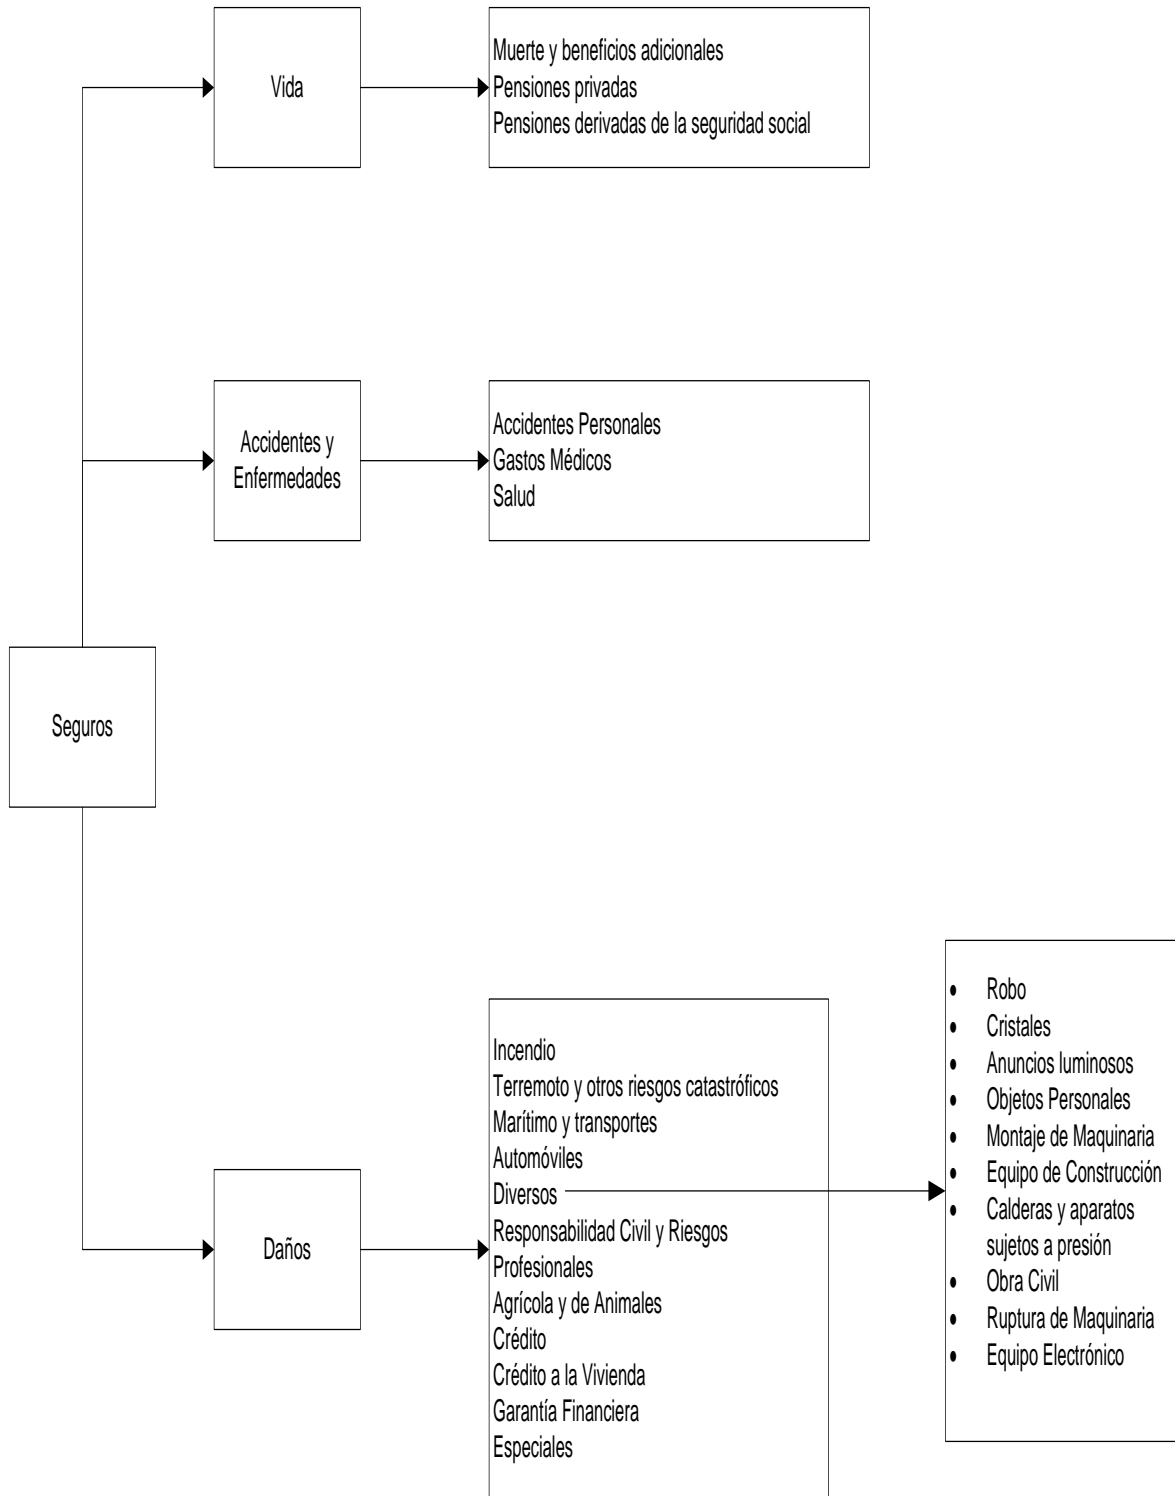 Vida
Muerte y beneficios adicionales
Pensiones privadas
Pensiones derivadas de la seguridad social
Accidentes y
Enfermedades
Accidentes Personales
Gastos Médicos
Salud
Seguros
Daños
Incendio
Terremoto y otros riesgos catastróficos
Marítimo y transportes
Automóviles
Diversos
Responsabilidad Civil y Riesgos
Profesionales
Agrícola y de Animales
Crédito
Crédito a la Vivienda
Garantía Financiera
Especiales
• Robo
• Cristales
• Anuncios luminosos
• Objetos Personales
• Montaje de Maquinaria
• Equipo de Construcción
• Calderas y aparatos
sujetos a presión
• Obra Civil
• Ruptura de Maquinaria
• Equipo Electrónico